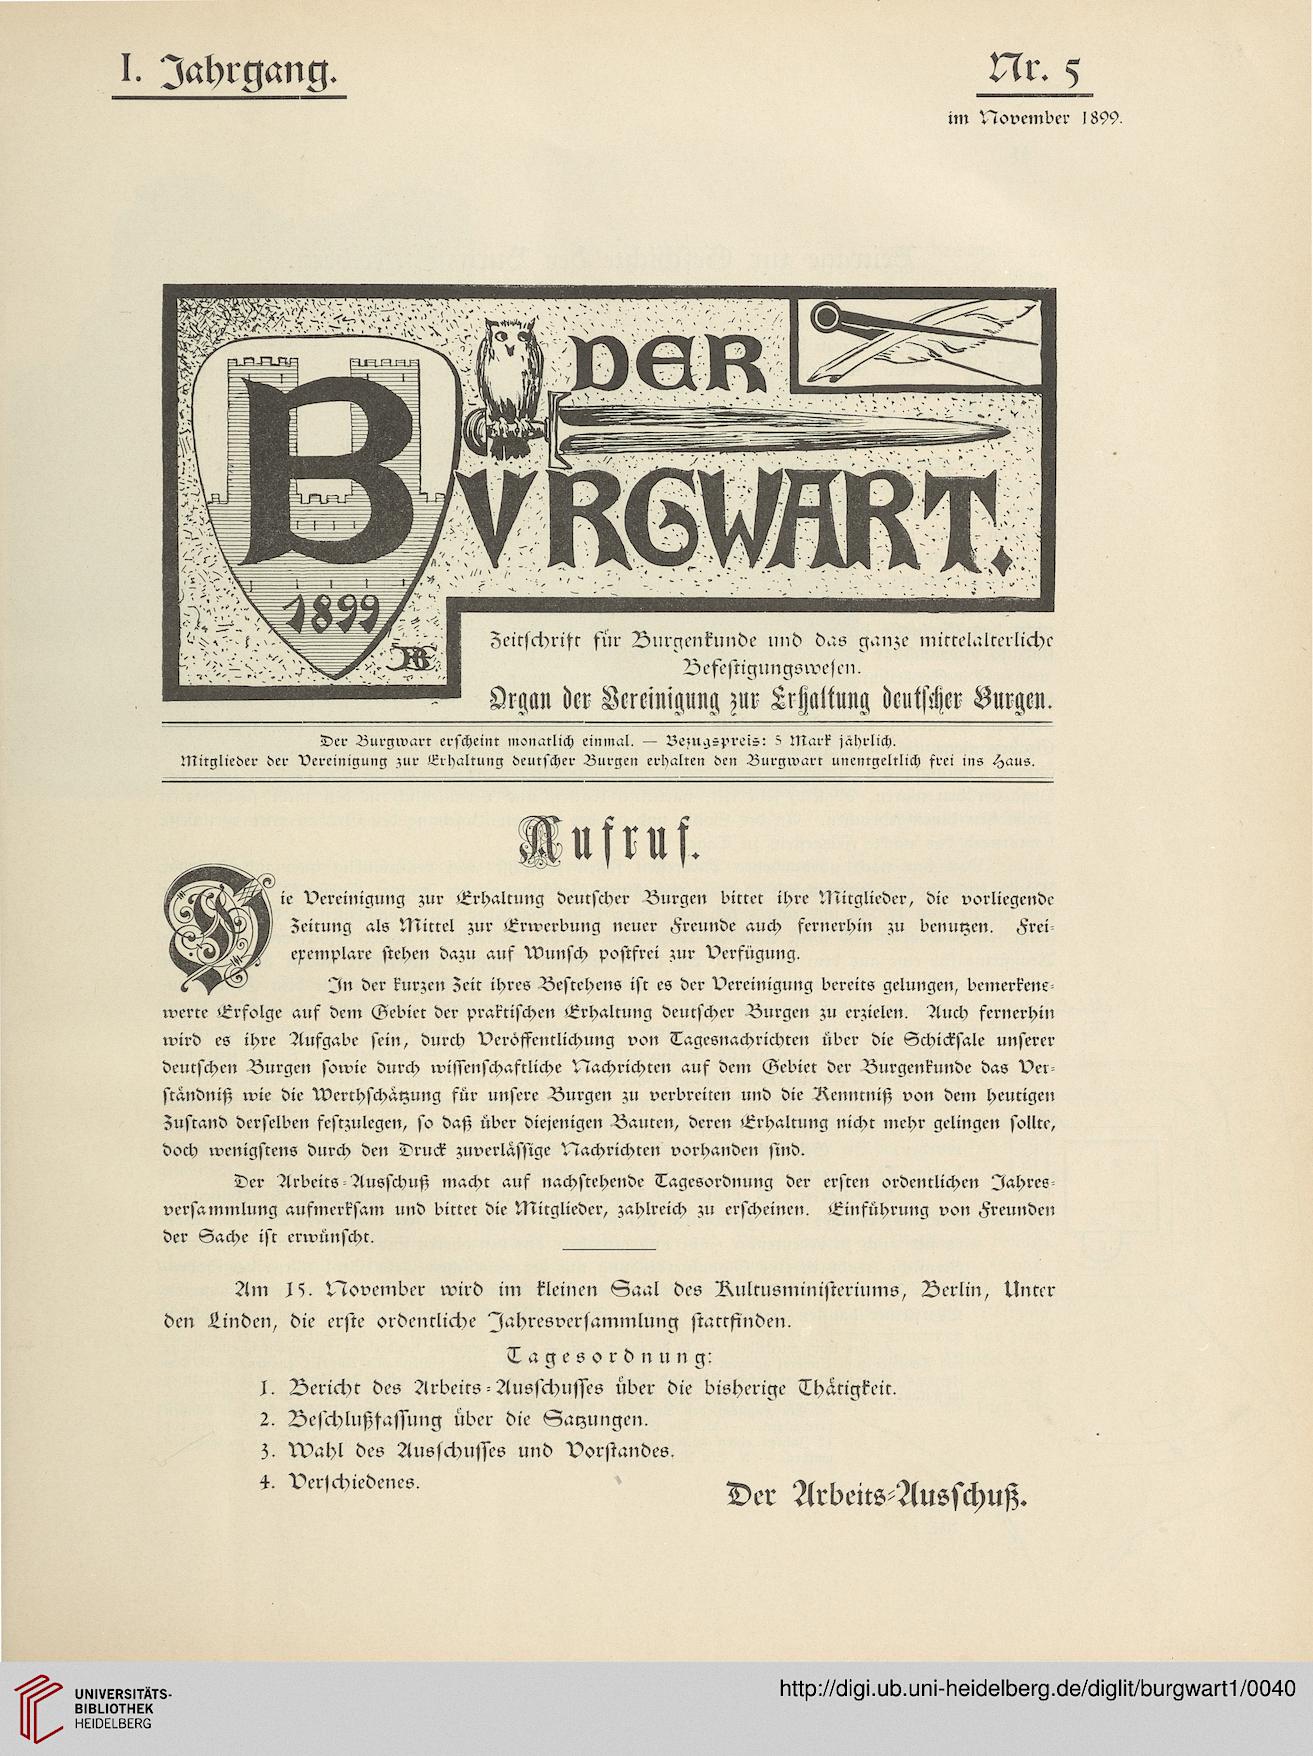 I. Jahrgang.
Nr. 5
im November 1899.
DER
BVRGWART.
1899
Zeitschrift für Burgenkunde und das ganze mittelalterliche
Befestigungswesen.
Organ der Vereinigung zur Erhaltung deutscher Burgen.
Der Burgwart erscheint monatlich einmal. — Bezugspreis: 5 Mark jährlich.
Mitglieder der Vereinigung zur Erhaltung deutscher Burgen erhalten den Burgwart unentgeltlich frei ins Haus.
Aufruf.
Die Vereinigung zur Erhaltung deutscher Burgen bittet ihre Mitglieder, die vorliegende
Zeitung als Mittel zur Erwerbung neuer Freunde auch fernerhin zu benutzen. Frei-
exemplare stehen dazu auf Wunsch postfrei zur Verfügung.
In der kurzen Zeit ihres Bestehens ist es der Vereinigung bereits gelungen, bemerkens-
werte Erfolge auf dem Gebiet der praktischen Erhaltung deutscher Burgen zu erzielen. Auch fernerhin
wird es ihre Aufgabe sein, durch Veröffentlichung von Tagesnachrichten über die Schicksale unserer
deutschen Burgen sowie durch wissenschaftliche Nachrichten auf dem Gebiet der Burgenkunde das Ver-
ständniß wie die Werthschätzung für unsere Burgen zu verbreiten und die Kenntniß von dem heutigen
Zustand derselben festzulegen, so daß über diejenigen Bauten, deren Erhaltung nicht mehr gelingen sollte,
doch wenigstens durch den Druck zuverlässige Nachrichten vorhanden sind.
Der Arbeits-Ausschuß macht auf nachstehende Tagesordnung der ersten ordentlichen Jahres-
versammlung aufmerksam und bittet die Mitglieder, zahlreich zu erscheinen. Einführung von Freunden
der Sache ist erwünscht.
Am 15. November wird im kleinen Saal des Kultusministeriums, Berlin, Unter
den Linden, die erste ordentliche Jahresversammlung stattfinden.
Tagesordnung:
1. Bericht des Arbeits-Ausschusses über die bisherige Thätigkeit.
2. Beschlußfassung über die Satzungen.
3. Wahl des Ausschusses und Vorstandes.
4. Verschiedenes.
Der Arbeits-Ausschuß.
UNIVERSITÄTS-
BIBLIOTHEK
HEIDELBERG
http://digi.ub.uni-heidelberg.de/diglit/burgwart1/0040